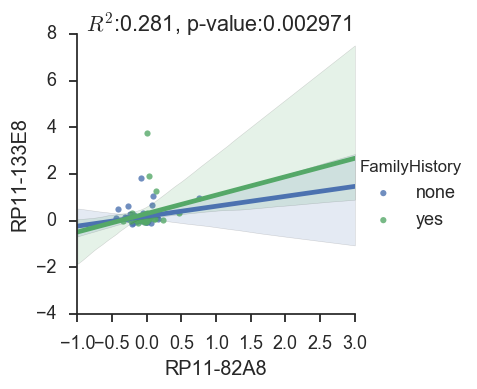 R²:0.281, p-value:0.002971
8
6
4
2
0
−2
−4
RP11-133E8
−1.0 −0.5 0.0 0.5 1.0 1.5 2.0 2.5 3.0
RP11-82A8
FamilyHistory
none
yes